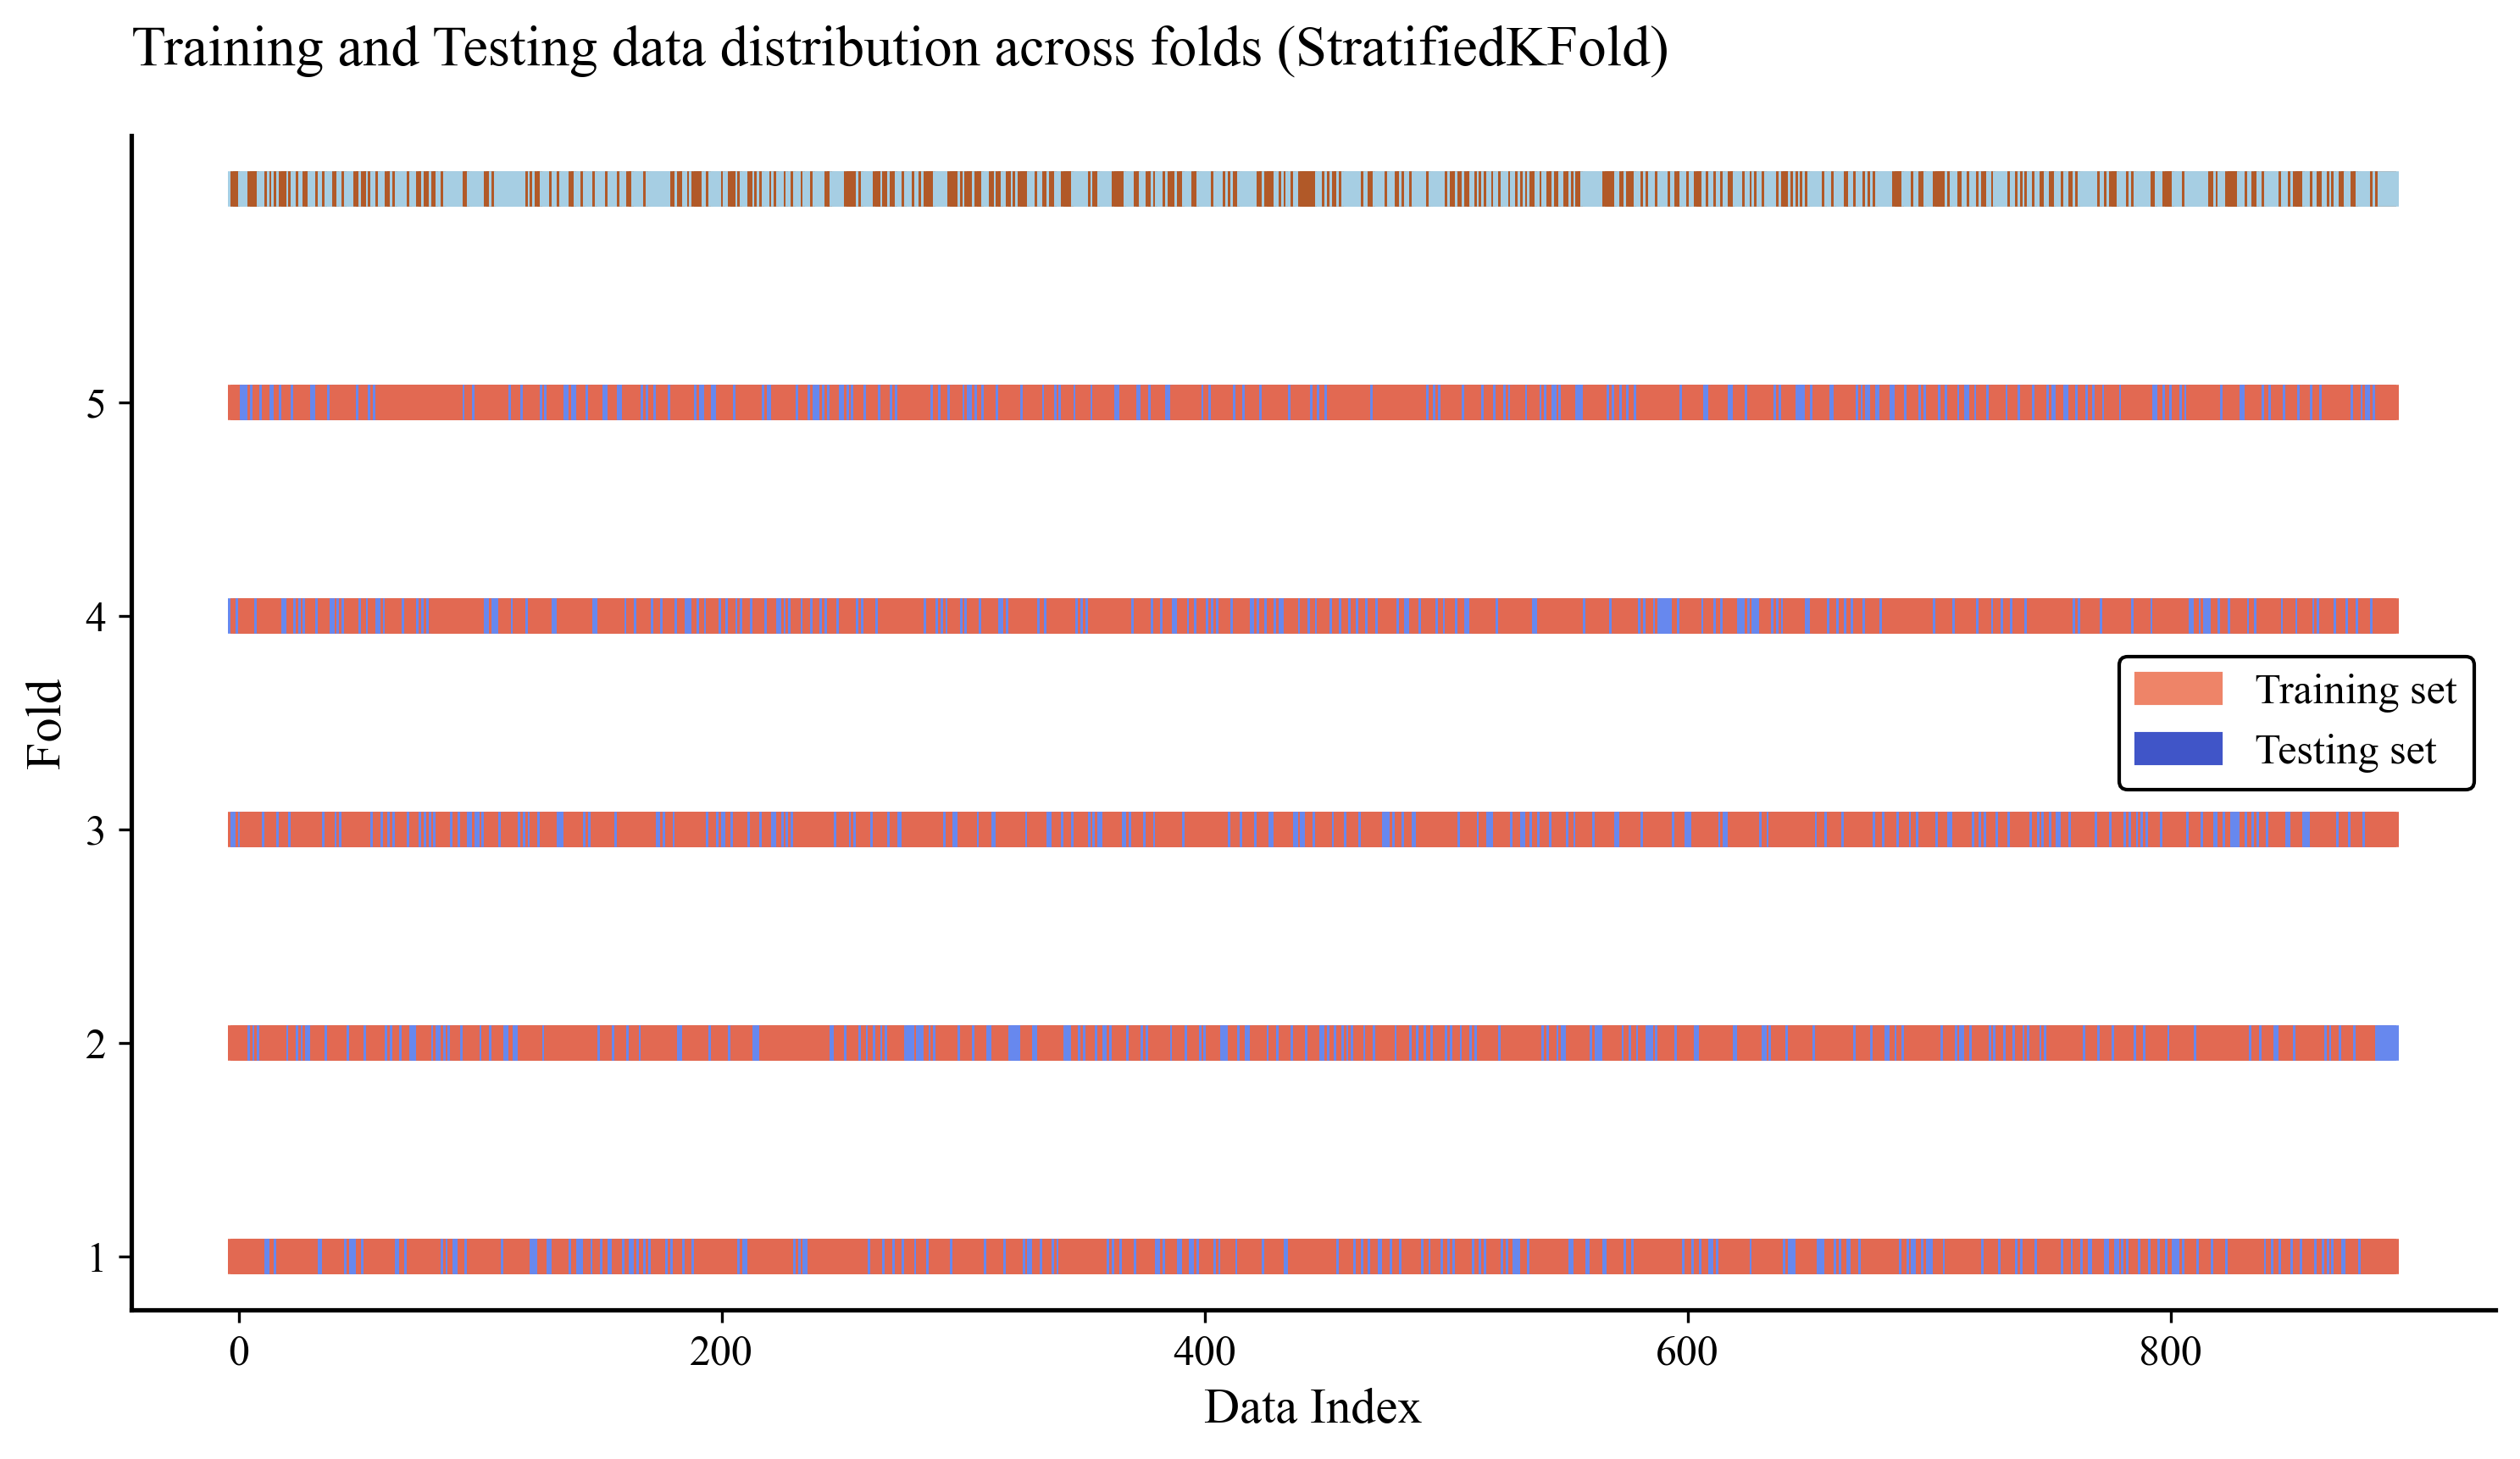 Training and Testing data distribution across folds (StratifiedKFold)
5
4
Fold
Training set
Testing set
3
2
1
0 200 400 600 800
Data Index